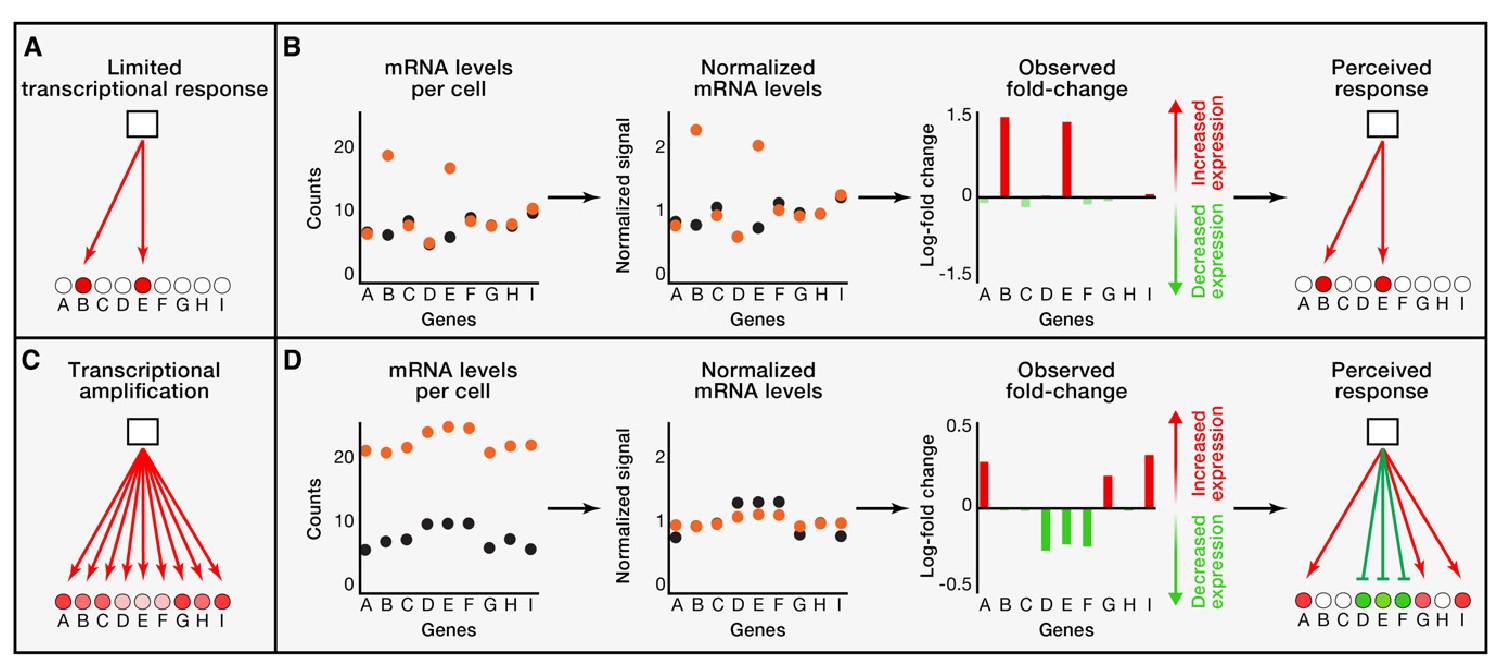 A
Limited
transcriptional response
A B C D E F G H I
B
mRNA levels
per cell
Counts
20
10
0
A B C D E F G H I
Genes
Normalized
mRNA levels
Normalized signal
2
1
0
A B C D E F G H I
Genes
Observed
fold-change
Log-fold change
1.5
0
-1.5
A B C D E F G H I
Genes
Increased
expression
Decreased
expression
Perceived
response
A B C D E F G H I
C
Transcriptional
amplification
A B C D E F G H I
D
mRNA levels
per cell
Counts
20
10
0
A B C D E F G H I
Genes
Normalized
mRNA levels
Normalized signal
2
1
0
A B C D E F G H I
Genes
Observed
fold-change
Log-fold change
0.5
0
-0.5
A B C D E F G H I
Genes
Increased
expression
Decreased
expression
Perceived
response
A B C D E F G H I